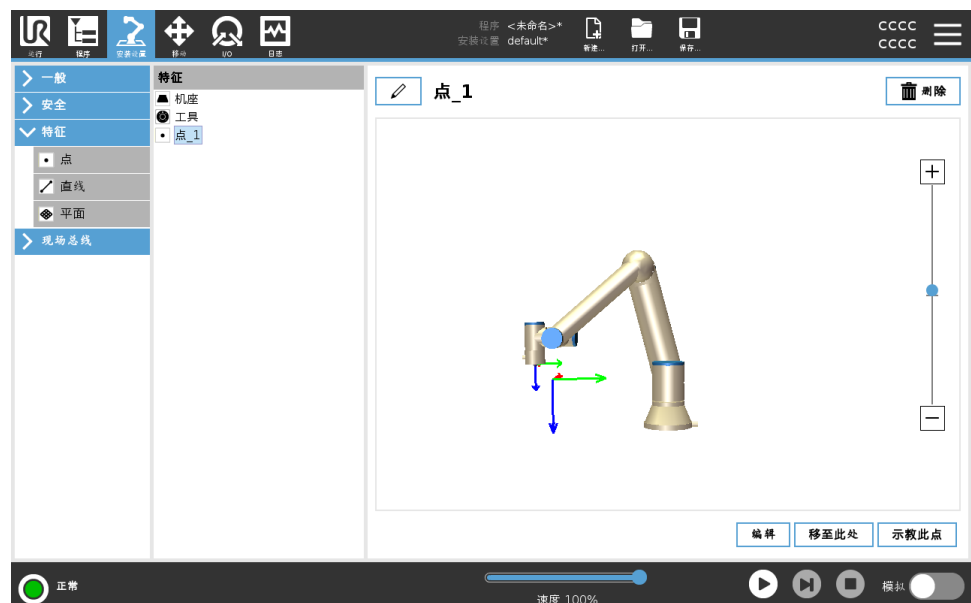 UR
运行
程序
安装设置
移动
I/O
日志
程序 <未命名>*
安装设置 default*
新建...
打开...
保存...
CCCC
CCCC
一般
安全
特征
点
直线
平面
现场总线
特征
机座
工具
点_1
点_1
删除
编辑
移至此处
示教此点
正常
速度 100%
模拟